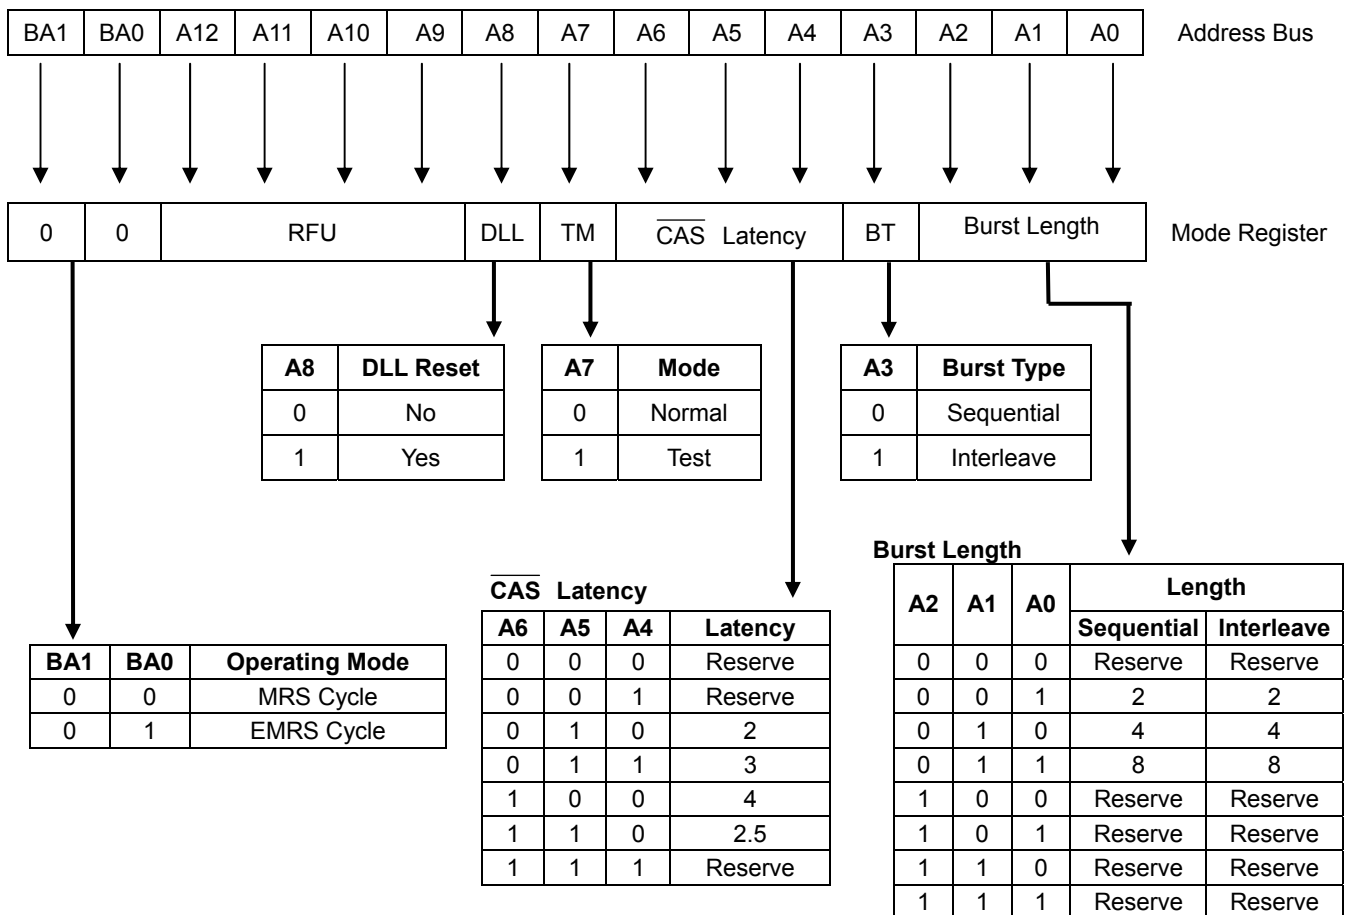 BA1 BA0 A12 A11 A10 A9 A8 A7 A6 A5 A4 A3 A2 A1 A0 Address Bus
0 0 RFU DLL TM CAS Latency BT Burst Length Mode Register
A8 DLL Reset
0 No
1 Yes
A7 Mode
0 Normal
1 Test
A3 Burst Type
0 Sequential
1 Interleave
BA1 BA0 Operating Mode
0 0 MRS Cycle
0 1 EMRS Cycle
CAS Latency
A6 A5 A4 Latency
0 0 0 Reserve
0 0 1 Reserve
0 1 0 2
0 1 1 3
1 0 0 4
1 1 0 2.5
1 1 1 Reserve
Burst Length
A2 A1 A0 Length
Sequential Interleave
0 0 0 Reserve Reserve
0 0 1 2 2
0 1 0 4 4
0 1 1 8 8
1 0 0 Reserve Reserve
1 0 1 Reserve Reserve
1 1 0 Reserve Reserve
1 1 1 Reserve Reserve